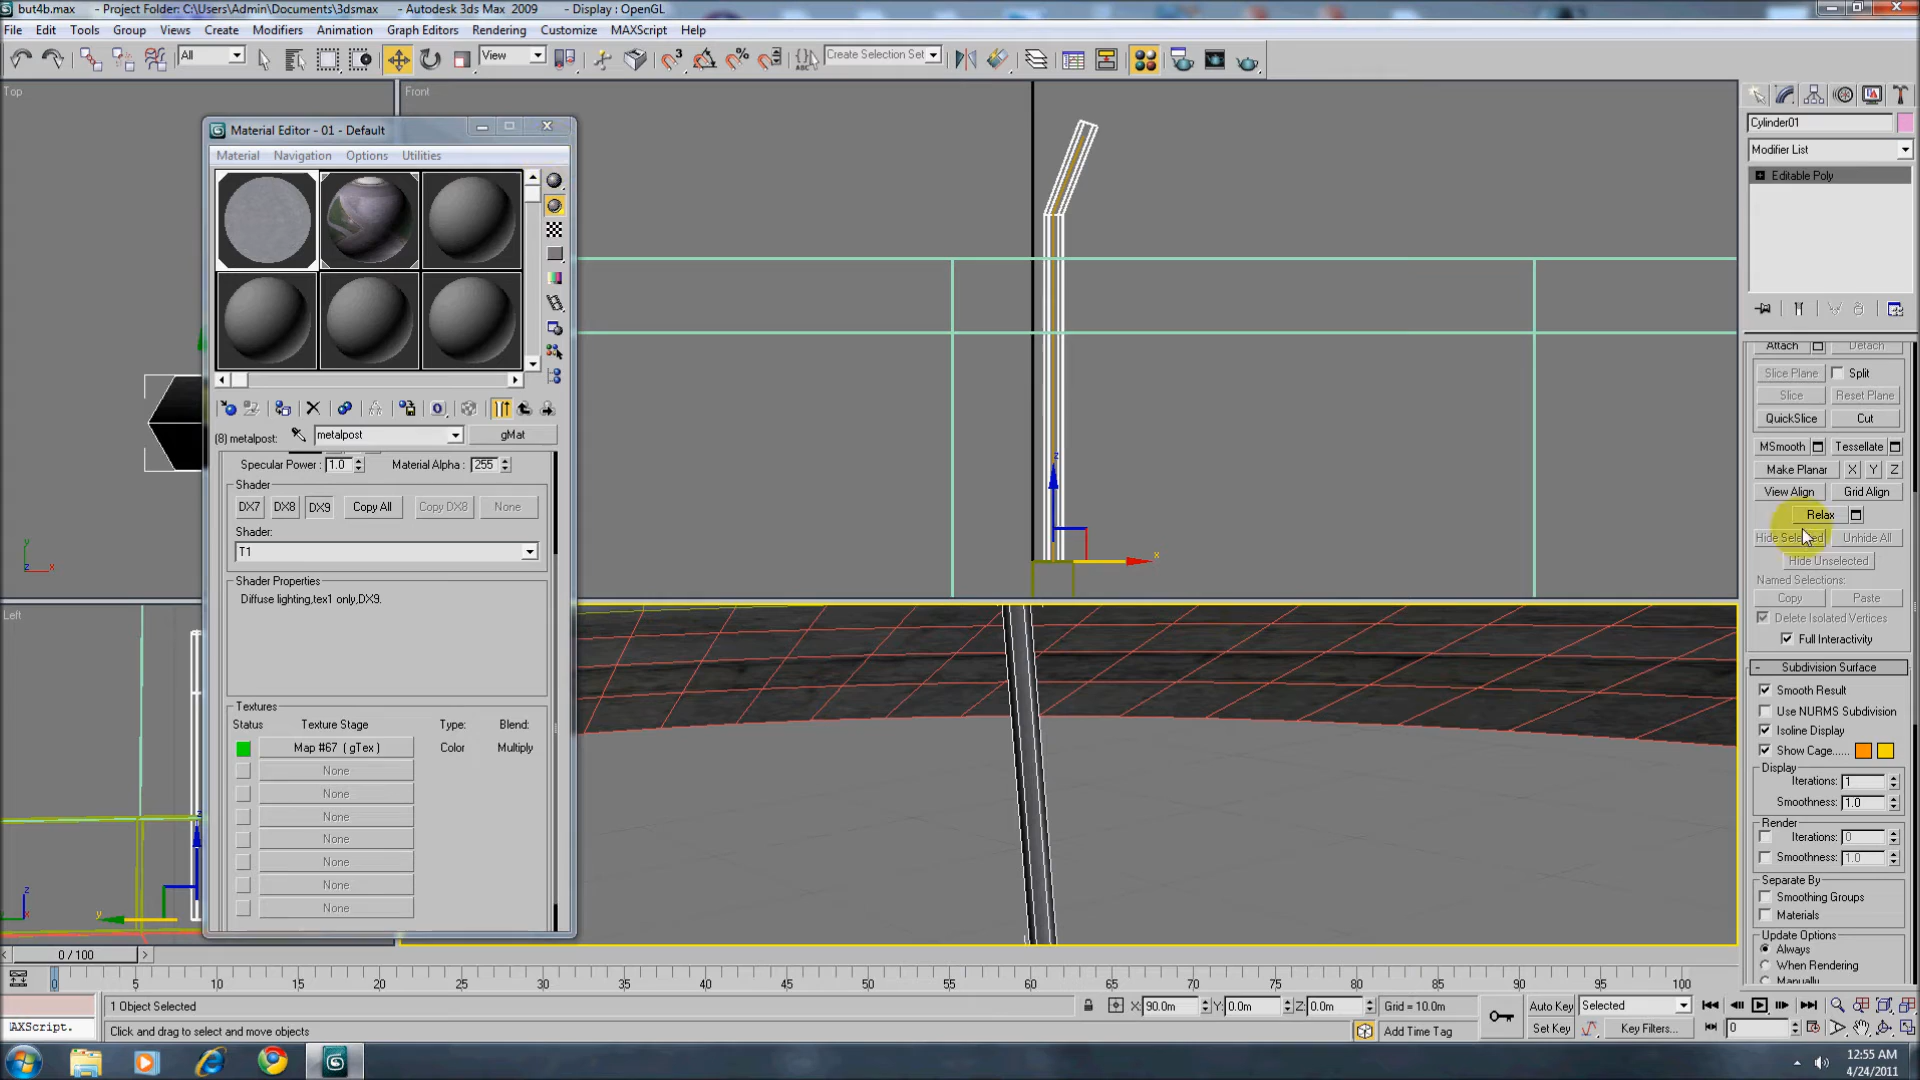 but4b.max - Project Folder: C:\Users\Admin\Documents\3dsmax - Autodesk 3ds Max 2009 - Display : OpenGL
File Edit Tools Group Views Create Modifiers Animation Graph Editors Rendering Customize MAXScript Help
All View Create Selection Set
Top Front
Cylinder01
Modifier List
Editable Poly
Material Editor - 01 - Default
Material Navigation Options Utilities
(8) metalpost: metalpost gMat
Specular Power : 1.0 Material Alpha : 255
Shader
DX7 DX8 DX9 Copy All Copy DX8 None
Shader:
T1
Shader Properties
Diffuse lighting,tex1 only,DX9.
Textures
Status Texture Stage Type: Blend:
Map #67 ( gTex ) Color Multiply
None
None
None
None
None
None
None
Left
z
x
y
z
x
z
y
z
y
Attach Detach
Slice Plane Split
Slice Reset Plane
QuickSlice Cut
MSmooth Tessellate
Make Planar X Y Z
View Align Grid Align
Relax
Hide Selected Unhide All
Hide Unselected
Named Selections:
Copy Paste
Delete Isolated Vertices
Full Interactivity
Subdivision Surface
Smooth Result
Use NURMS Subdivision
Isoline Display
Show Cage......
Display
Iterations: 1
Smoothness: 1.0
Render
Iterations: 0
Smoothness: 1.0
Separate By
Smoothing Groups
Materials
Update Options
Always
When Rendering
Manually
0 / 100
0 5 10 15 20 25 30 35 40 45 50 55 60 65 70 75 80 85 90 95 100
1 Object Selected X: 90.0m Y: 0.0m Z: 0.0m Grid = 10.0m Auto Key Selected
AXScript. Click and drag to select and move objects Add Time Tag Set Key Key Filters... 0
12:55 AM
4/24/2011